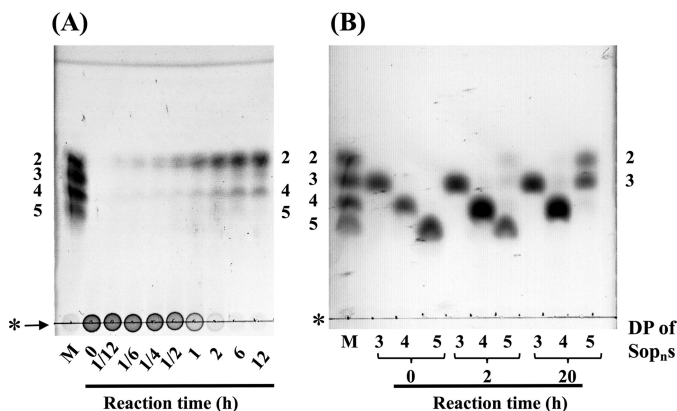 (A) (B)
2 2 2 2
3 3 3
4 4 4
5 5 5
* *
M 0 1/12 1/6 1/4 1/2 1 2 6 12
M 3 4 5 3 4 5 3 4 5 DP of
Sopₙs
0 2 20
Reaction time (h) Reaction time (h)